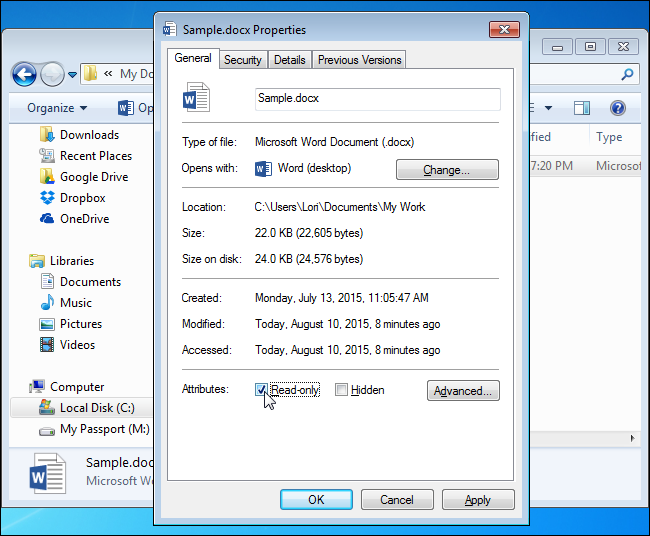 Sample.docx Properties
General Security Details Previous Versions
Sample.docx
Type of file: Microsoft Word Document (.docx)
Opens with: Word (desktop) Change...
Location: C:\Users\Lori\Documents\My Work
Size: 22.0 KB (22,605 bytes)
Size on disk: 24.0 KB (24,576 bytes)
Created: Monday, July 13, 2015, 11:05:47 AM
Modified: Today, August 10, 2015, 8 minutes ago
Accessed: Today, August 10, 2015, 8 minutes ago
Attributes: Read-only Hidden Advanced...
OK Cancel Apply
« My Do
Organize Op
Downloads
Recent Places
Google Drive
Dropbox
OneDrive
Libraries
Documents
Music
Pictures
Videos
Computer
Local Disk (C:)
My Passport (M:)
Sample.doc
Microsoft W
E
ified Type
7:20 PM Microsof